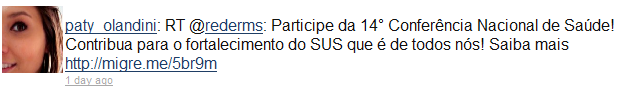 paty_olandini: RT @rederms: Participe da 14° Conferência Nacional de Saúde!
Contribua para o fortalecimento do SUS que é de todos nós! Saiba mais
http://migre.me/5br9m
1 day ago